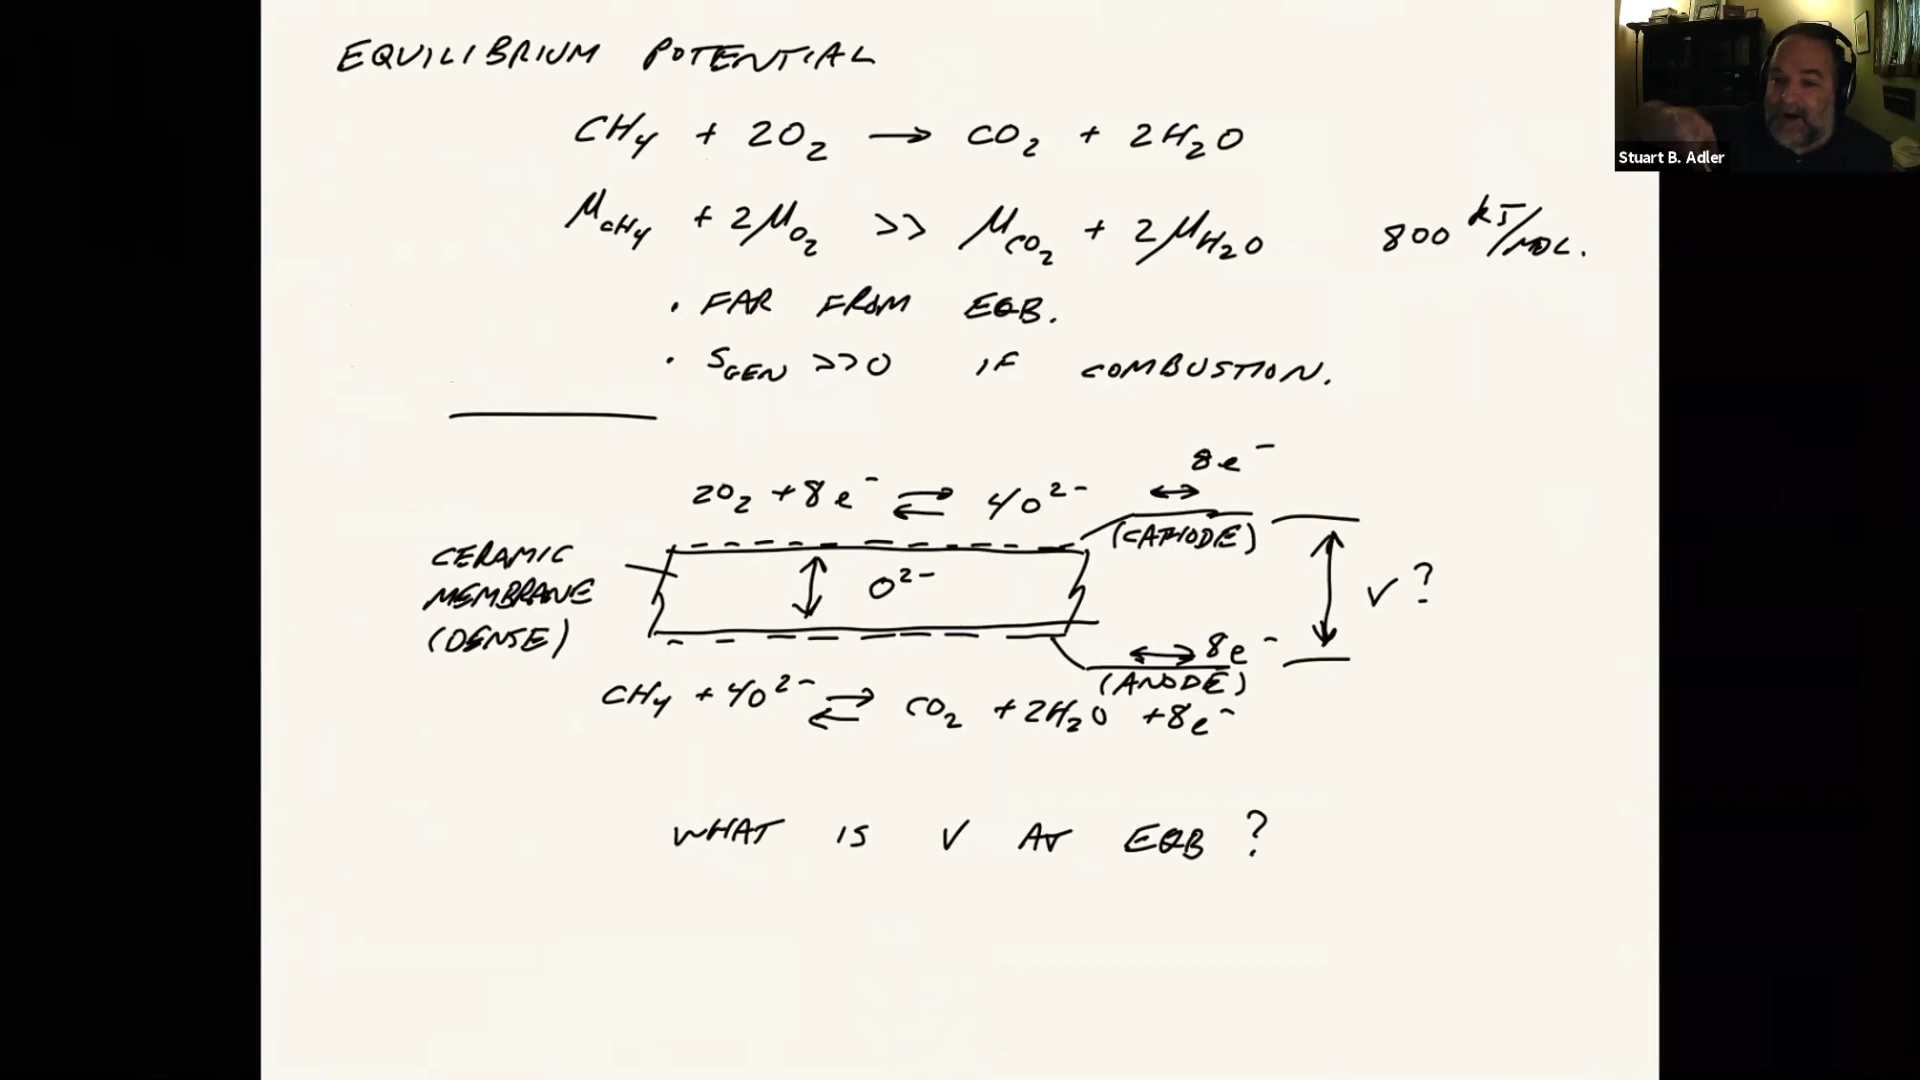 EQUILIBRIUM POTENTIAL
CH4 + 2O2 → CO2 + 2H2O
μCH4 + 2μO2 >> μCO2 + 2μH2O 800 kJ/MOL.
• FAR FROM EQB.
• SGEN >>0 IF COMBUSTION.
8e−
2O2 + 8e− ⇄ 4O2−
(CATHODE)
CERAMIC
MEMBRANE
(DENSE)
O2−
V?
8e−
(ANODE)
CH4 + 4O2− ⇄ CO2 + 2H2O + 8e−
WHAT IS V AT EQB?
Stuart B. Adler